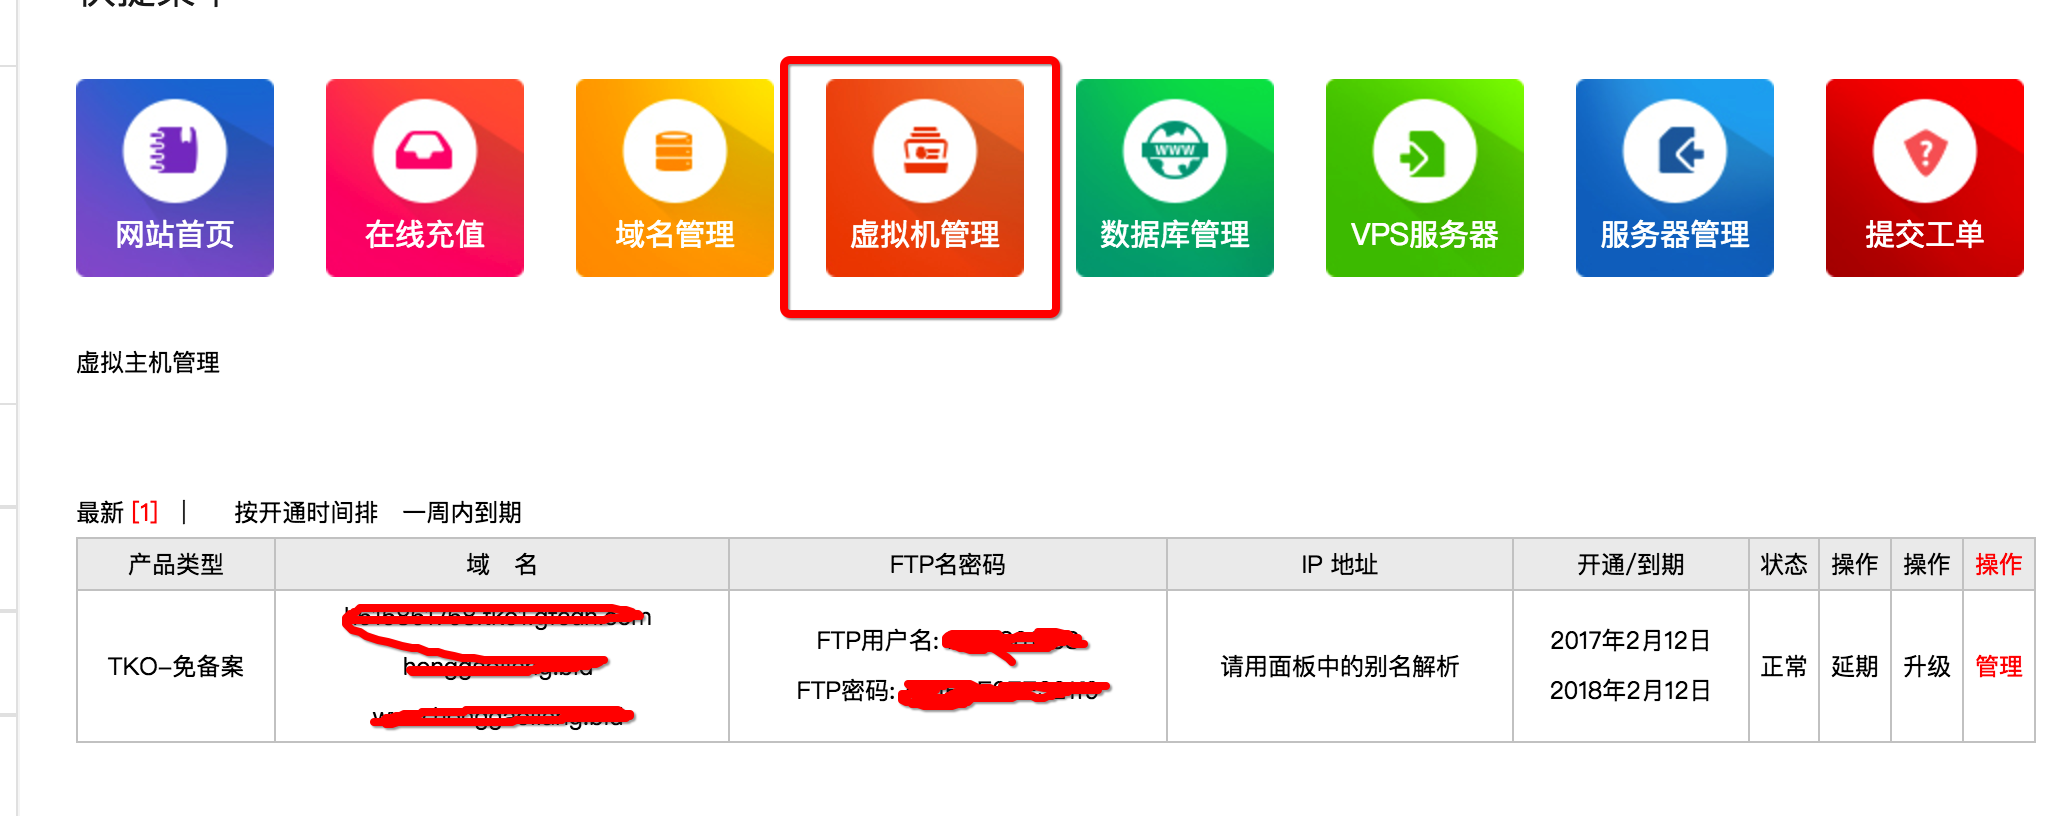 网站首页
在线充值
域名管理
虚拟机管理
WWW
数据库管理
VPS服务器
服务器管理
?
提交工单
虚拟主机管理
最新 [1] | 按开通时间排 一周内到期
产品类型 域 名 FTP名密码 IP 地址 开通/到期 状态 操作 操作 操作
TKO-免备案
FTP用户名:
FTP密码:
请用面板中的别名解析
2017年2月12日
2018年2月12日
正常 延期 升级 管理